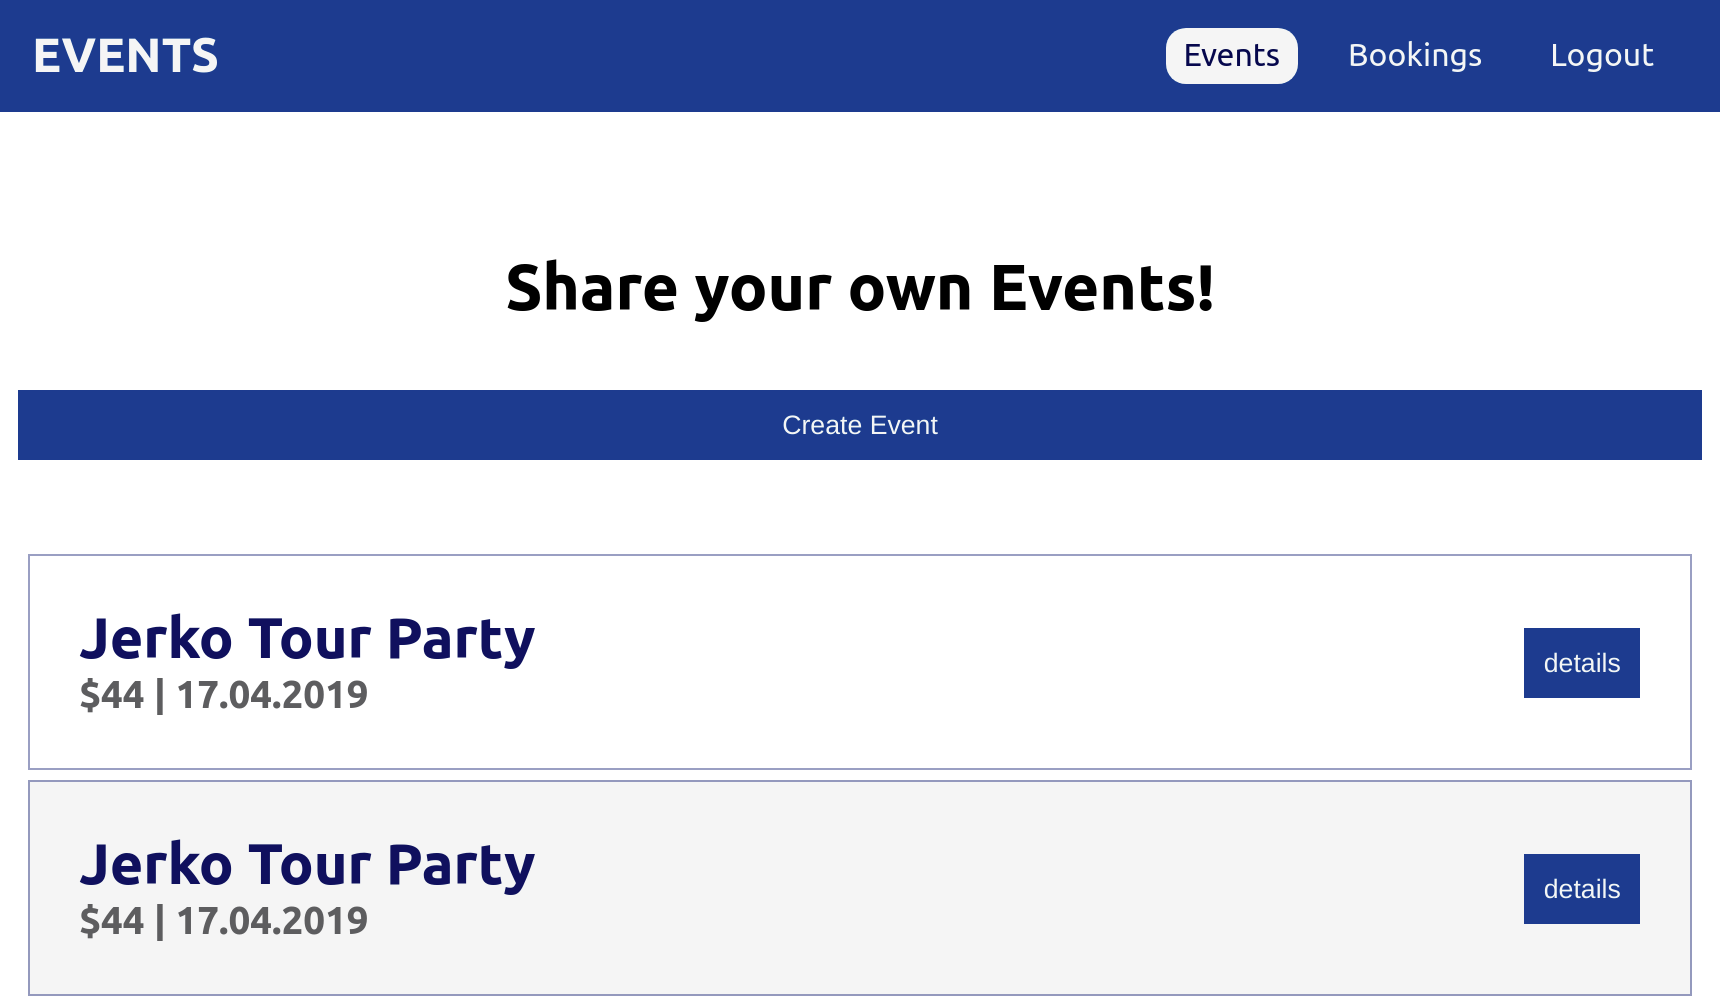 EVENTS
Events Bookings Logout
Share your own Events!
Create Event
Jerko Tour Party
$44 | 17.04.2019
details
Jerko Tour Party
$44 | 17.04.2019
details